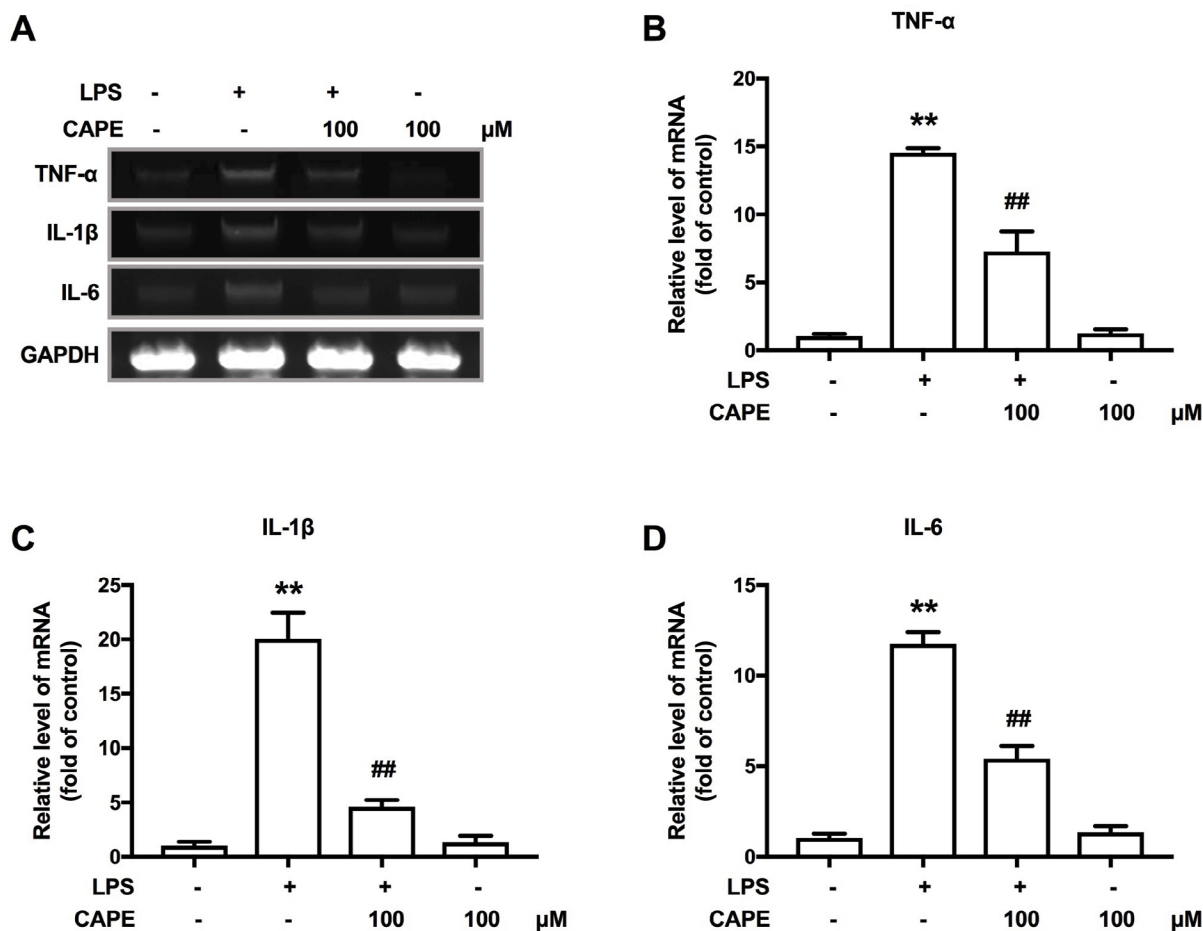 A
LPS - + + -
CAPE - - 100 100 µM
TNF-α
IL-1β
IL-6
GAPDH
B
TNF-α
Relative level of mRNA
(fold of control)
20
15
10
5
0
**
##
LPS - + + -
CAPE - - 100 100 µM
C
IL-1β
Relative level of mRNA
(fold of control)
25
20
15
10
5
0
**
##
LPS - + + -
CAPE - - 100 100 µM
D
IL-6
Relative level of mRNA
(fold of control)
15
10
5
0
**
##
LPS - + + -
CAPE - - 100 100 µM